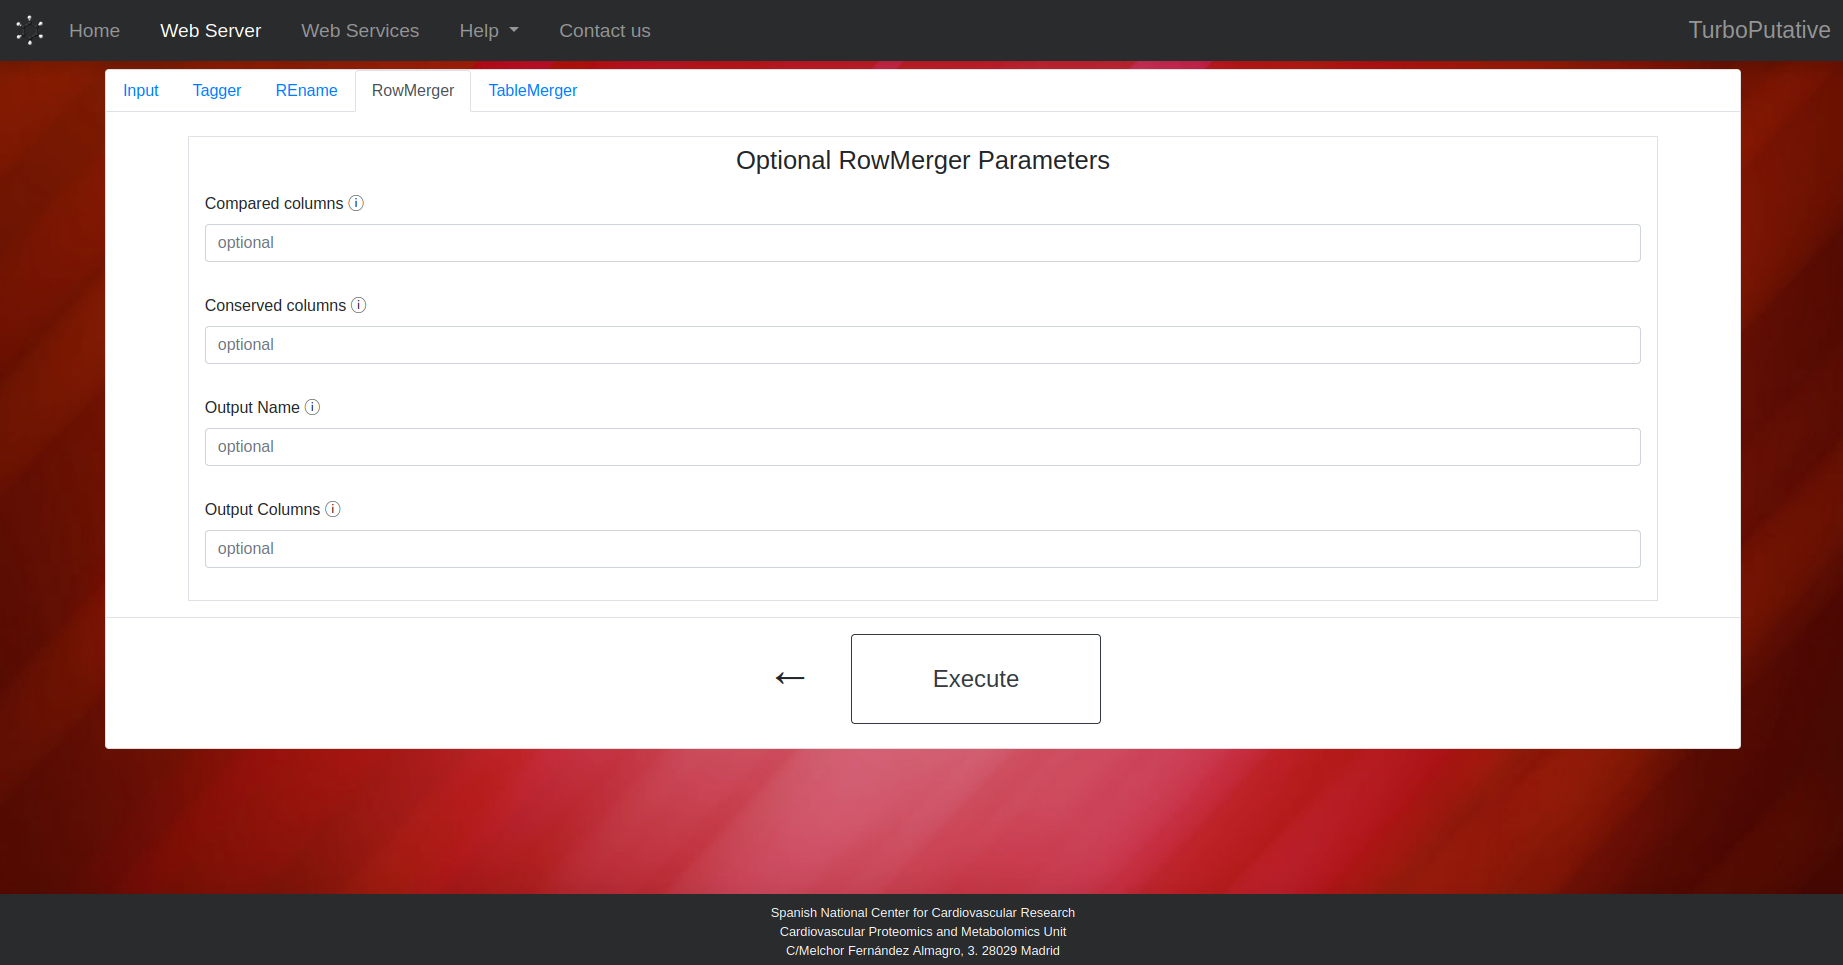 Home Web Server Web Services Help Contact us TurboPutative
Input Tagger REname RowMerger TableMerger
Optional RowMerger Parameters
Compared columns ⓘ
optional
Conserved columns ⓘ
optional
Output Name ⓘ
optional
Output Columns ⓘ
optional
← Execute
Spanish National Center for Cardiovascular Research
Cardiovascular Proteomics and Metabolomics Unit
C/Melchor Fernández Almagro, 3. 28029 Madrid